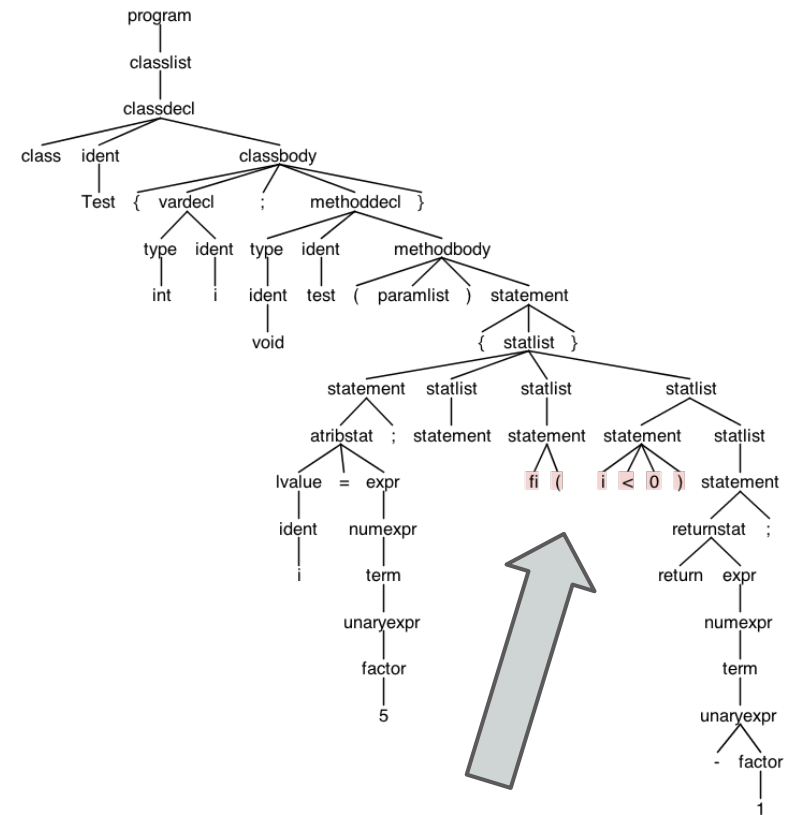 program
classlist
classdecl
class ident classbody
Test { vardecl ; methoddecl }
type ident type ident methodbody
int i ident test ( paramlist ) statement
void { statlist }
statement statlist statlist statlist
atribstat ; statement statement statement statlist
lvalue = expr fi ( i < 0 ) statement
ident numexpr returnstat ;
i term return expr
unaryexpr numexpr
factor term
5 unaryexpr
- factor
1